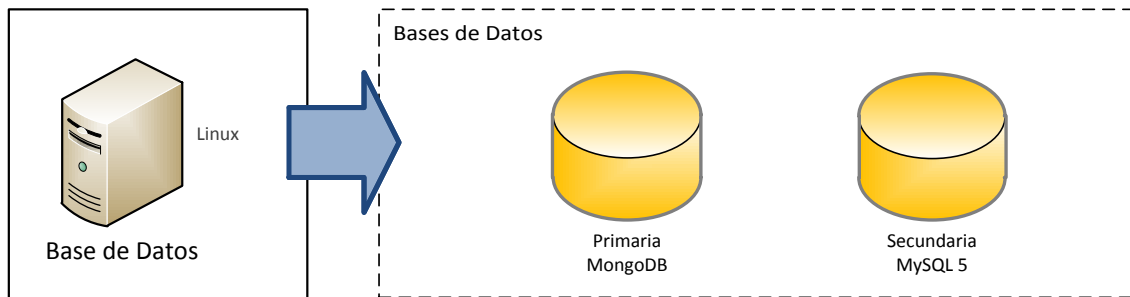 Linux
Base de Datos
Bases de Datos
Primaria
MongoDB
Secundaria
MySQL 5